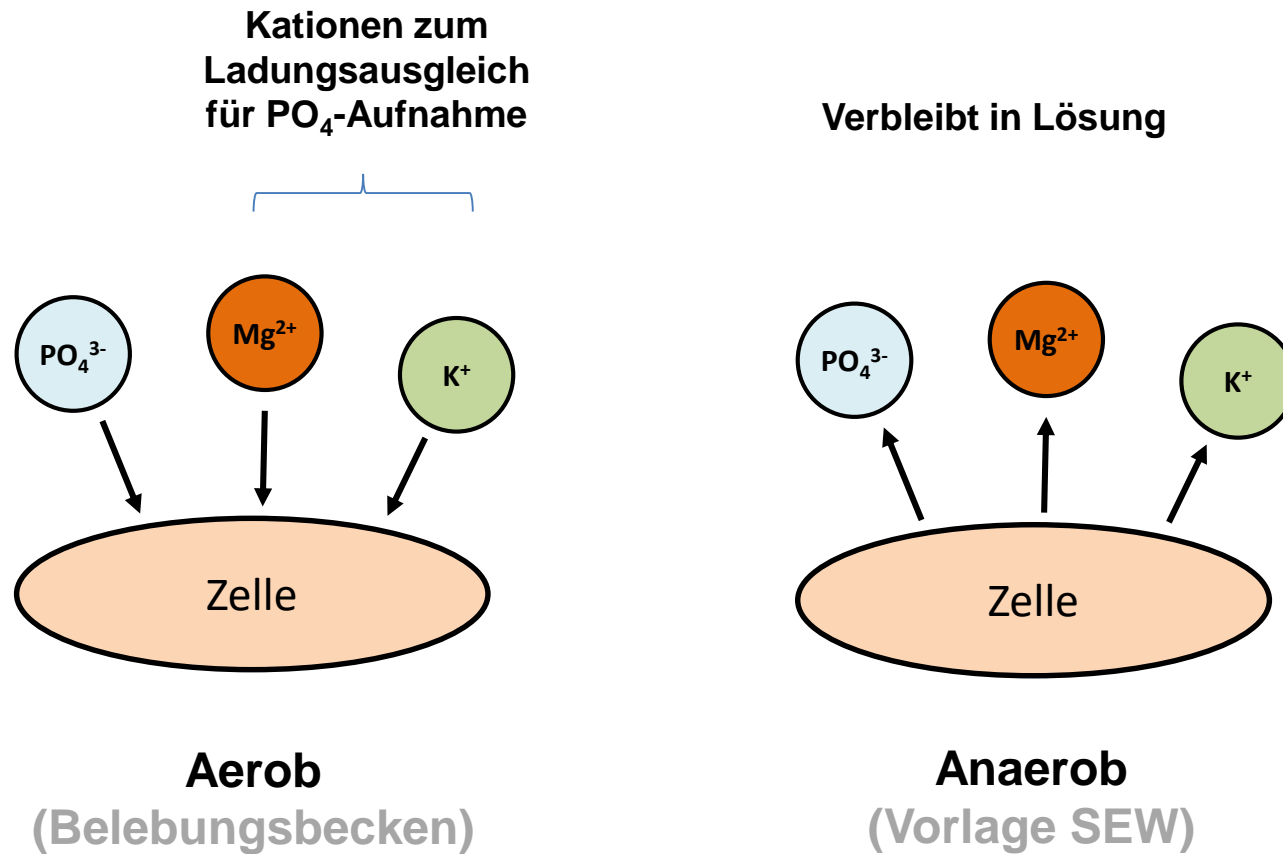 Kationen zum
Ladungsausgleich
für PO₄-Aufnahme
Verbleibt in Lösung
PO₄³⁻
Mg²⁺
K⁺
PO₄³⁻
Mg²⁺
K⁺
Zelle
Zelle
Aerob
(Belebungsbecken)
Anaerob
(Vorlage SEW)